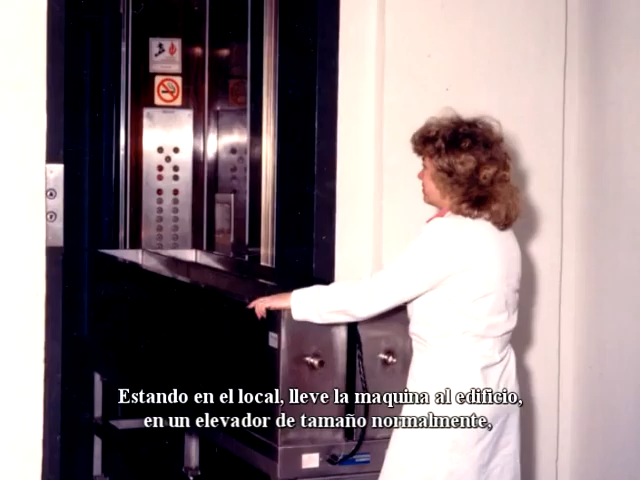 Estando en el local, lleve la maquina al edificio,
en un elevador de tamaño normalmente,